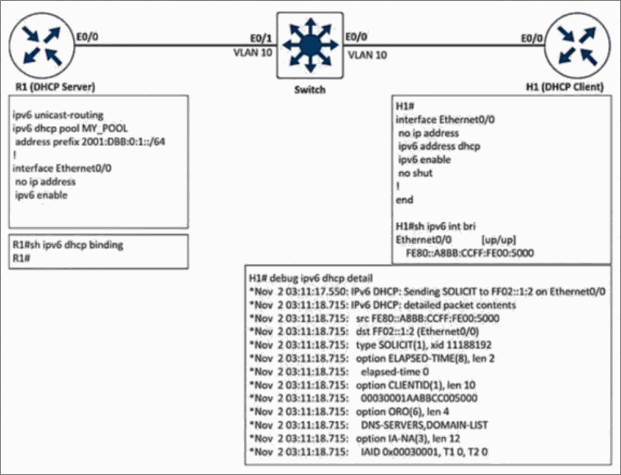 E0/0
E0/1
VLAN 10
E0/0
VLAN 10
E0/0
R1 (DHCP Server)
Switch
H1 (DHCP Client)
ipv6 unicast-routing
ipv6 dhcp pool MY_POOL
address prefix 2001:DBB:0:1::/64
!
interface Ethernet0/0
no ip address
ipv6 enable
R1#sh ipv6 dhcp binding
R1#
H1#
interface Ethernet0/0
no ip address
ipv6 address dhcp
ipv6 enable
no shut
!
end
H1#sh ipv6 int bri
Ethernet0/0 [up/up]
FE80::A8BB:CCFF:FE00:5000
H1# debug ipv6 dhcp detail
*Nov 2 03:11:17.550: IPv6 DHCP: Sending SOLICIT to FF02::1:2 on Ethernet0/0
*Nov 2 03:11:18.715: IPv6 DHCP: detailed packet contents
*Nov 2 03:11:18.715: src FE80::A8BB:CCFF:FE00:5000
*Nov 2 03:11:18.715: dst FF02::1:2 (Ethernet0/0)
*Nov 2 03:11:18.715: type SOLICIT(1), xid 11188192
*Nov 2 03:11:18.715: option ELAPSED-TIME(8), len 2
*Nov 2 03:11:18.715: elapsed-time 0
*Nov 2 03:11:18.715: option CLIENTID(1), len 10
*Nov 2 03:11:18.715: 00030001AABBCC005000
*Nov 2 03:11:18.715: option ORO(6), len 4
*Nov 2 03:11:18.715: DNS-SERVERS,DOMAIN-LIST
*Nov 2 03:11:18.715: option IA-NA(3), len 12
*Nov 2 03:11:18.715: IAID 0x00030001, T1 0, T2 0